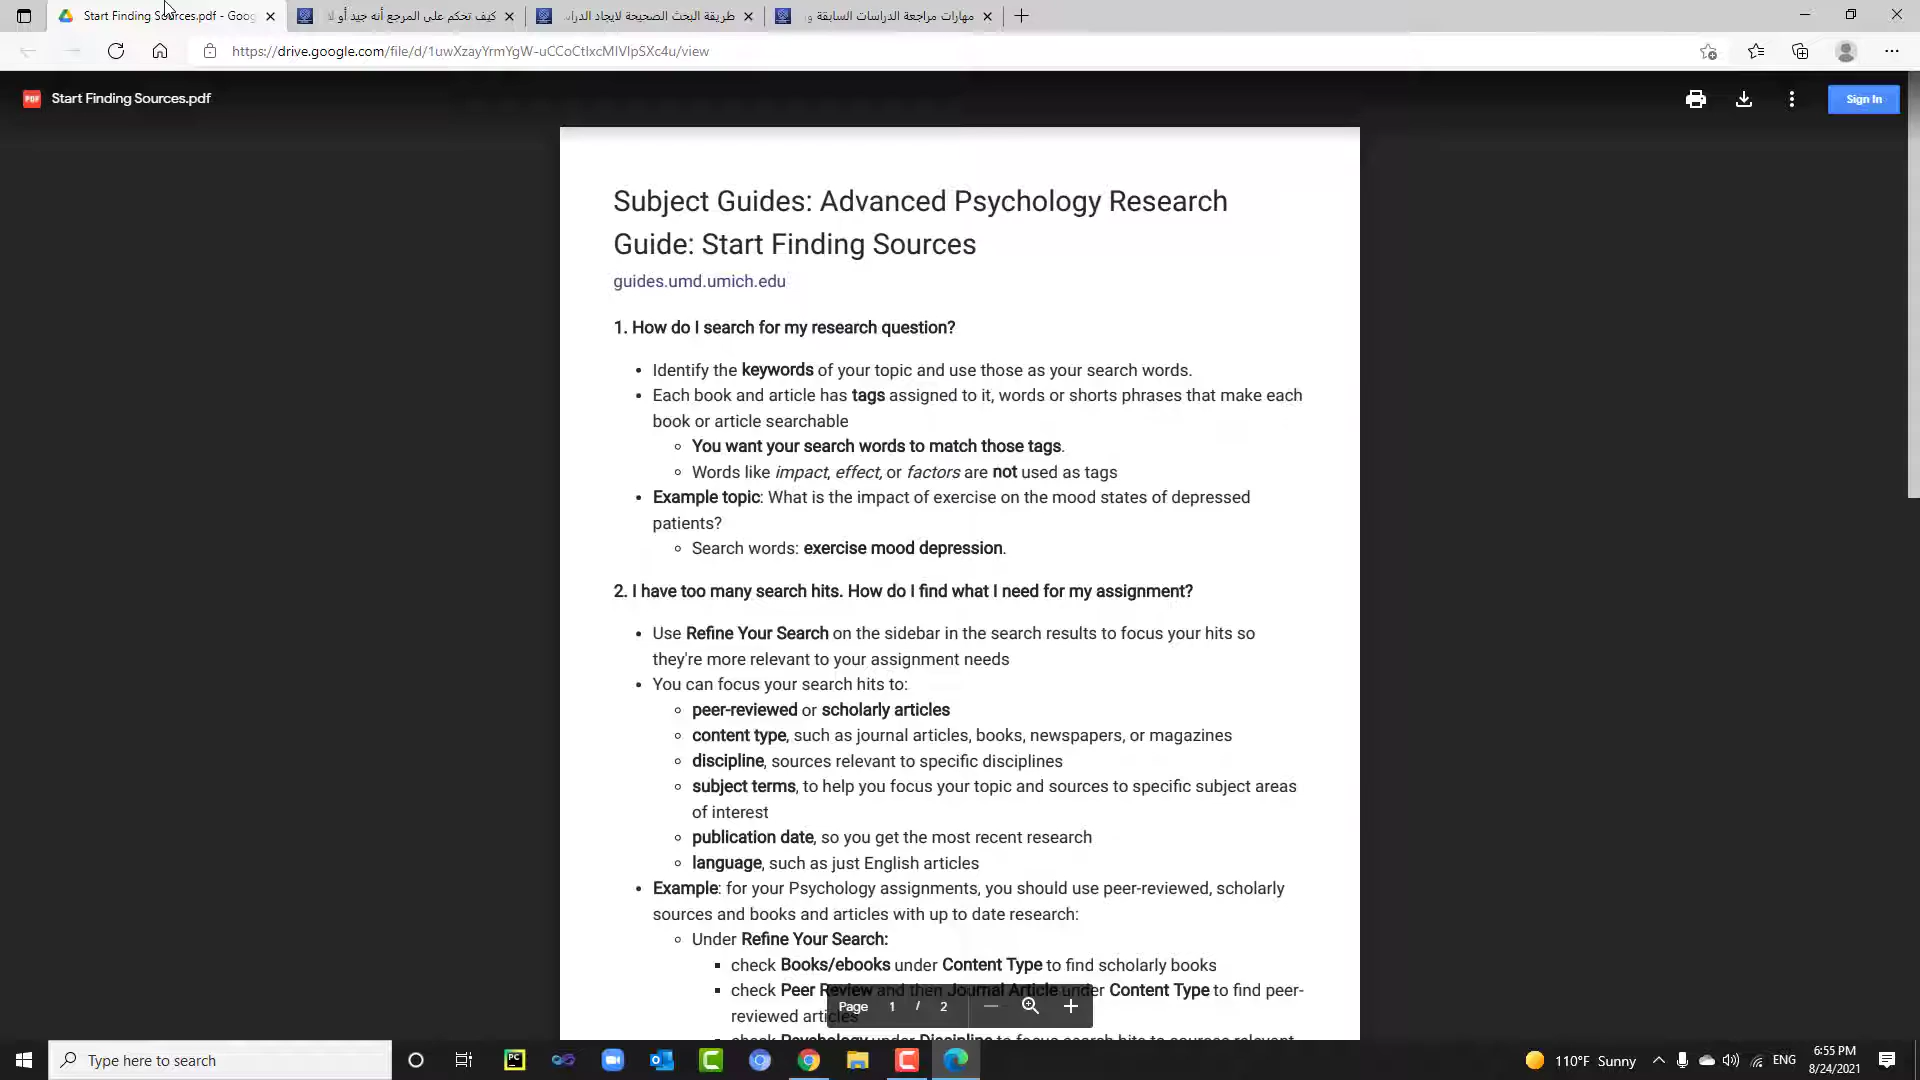 Start Finding Sources.pdf - Goog
كيف تحكم على المرجع أنه جيد أو لا
طريقة البحث الصحيحة لايجاد الدراس
مهارات مراجعة الدراسات السابقة و
https://drive.google.com/file/d/1uwXzayYrmYgW-uCCoCtIxcMIVIpSXc4u/view
PDF
Start Finding Sources.pdf
Sign In
Subject Guides: Advanced Psychology Research
Guide: Start Finding Sources
guides.umd.umich.edu
1. How do I search for my research question?
• Identify the keywords of your topic and use those as your search words.
• Each book and article has tags assigned to it, words or shorts phrases that make each
book or article searchable
◦ You want your search words to match those tags.
◦ Words like impact, effect, or factors are not used as tags
• Example topic: What is the impact of exercise on the mood states of depressed
patients?
◦ Search words: exercise mood depression.
2. I have too many search hits. How do I find what I need for my assignment?
• Use Refine Your Search on the sidebar in the search results to focus your hits so
they're more relevant to your assignment needs
• You can focus your search hits to:
◦ peer-reviewed or scholarly articles
◦ content type, such as journal articles, books, newspapers, or magazines
◦ discipline, sources relevant to specific disciplines
◦ subject terms, to help you focus your topic and sources to specific subject areas
of interest
◦ publication date, so you get the most recent research
◦ language, such as just English articles
• Example: for your Psychology assignments, you should use peer-reviewed, scholarly
sources and books and articles with up to date research:
◦ Under Refine Your Search:
▪ check Books/ebooks under Content Type to find scholarly books
▪ check Peer Review and then Journal Article under Content Type to find peer-
reviewed articles
▪ check Psychology under Discipline to focus search hits to sources relevant
Page 1 / 2
Type here to search
PC
110°F Sunny
ENG
6:55 PM
8/24/2021